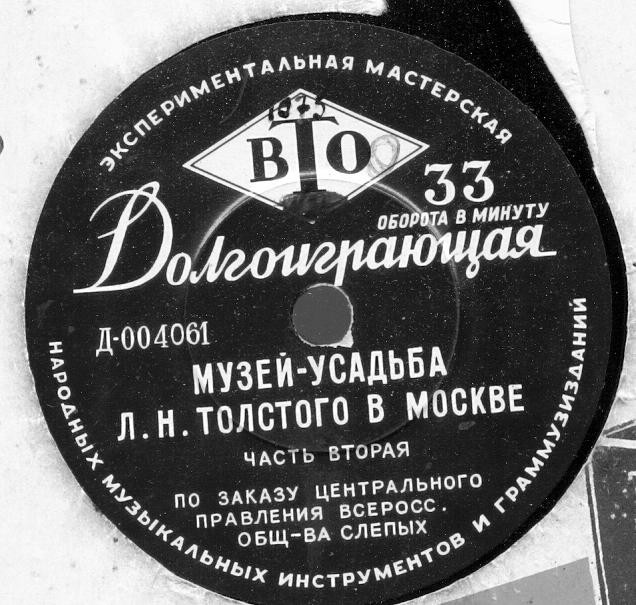 ЭКСПЕРИМЕНТАЛЬНАЯ МАСТЕРСКАЯ
ВТО
33
ОБОРОТА В МИНУТУ
Долгоиграющая
Д-004061
МУЗЕЙ-УСАДЬБА
Л.Н.ТОЛСТОГО В МОСКВЕ
ЧАСТЬ ВТОРАЯ
ПО ЗАКАЗУ ЦЕНТРАЛЬНОГО
ПРАВЛЕНИЯ ВСЕРОСС.
ОБЩ-ВА СЛЕПЫХ
НАРОДНЫХ МУЗЫКАЛЬНЫХ ИНСТРУМЕНТОВ И ГРАММУЗИЗДАНИЙ